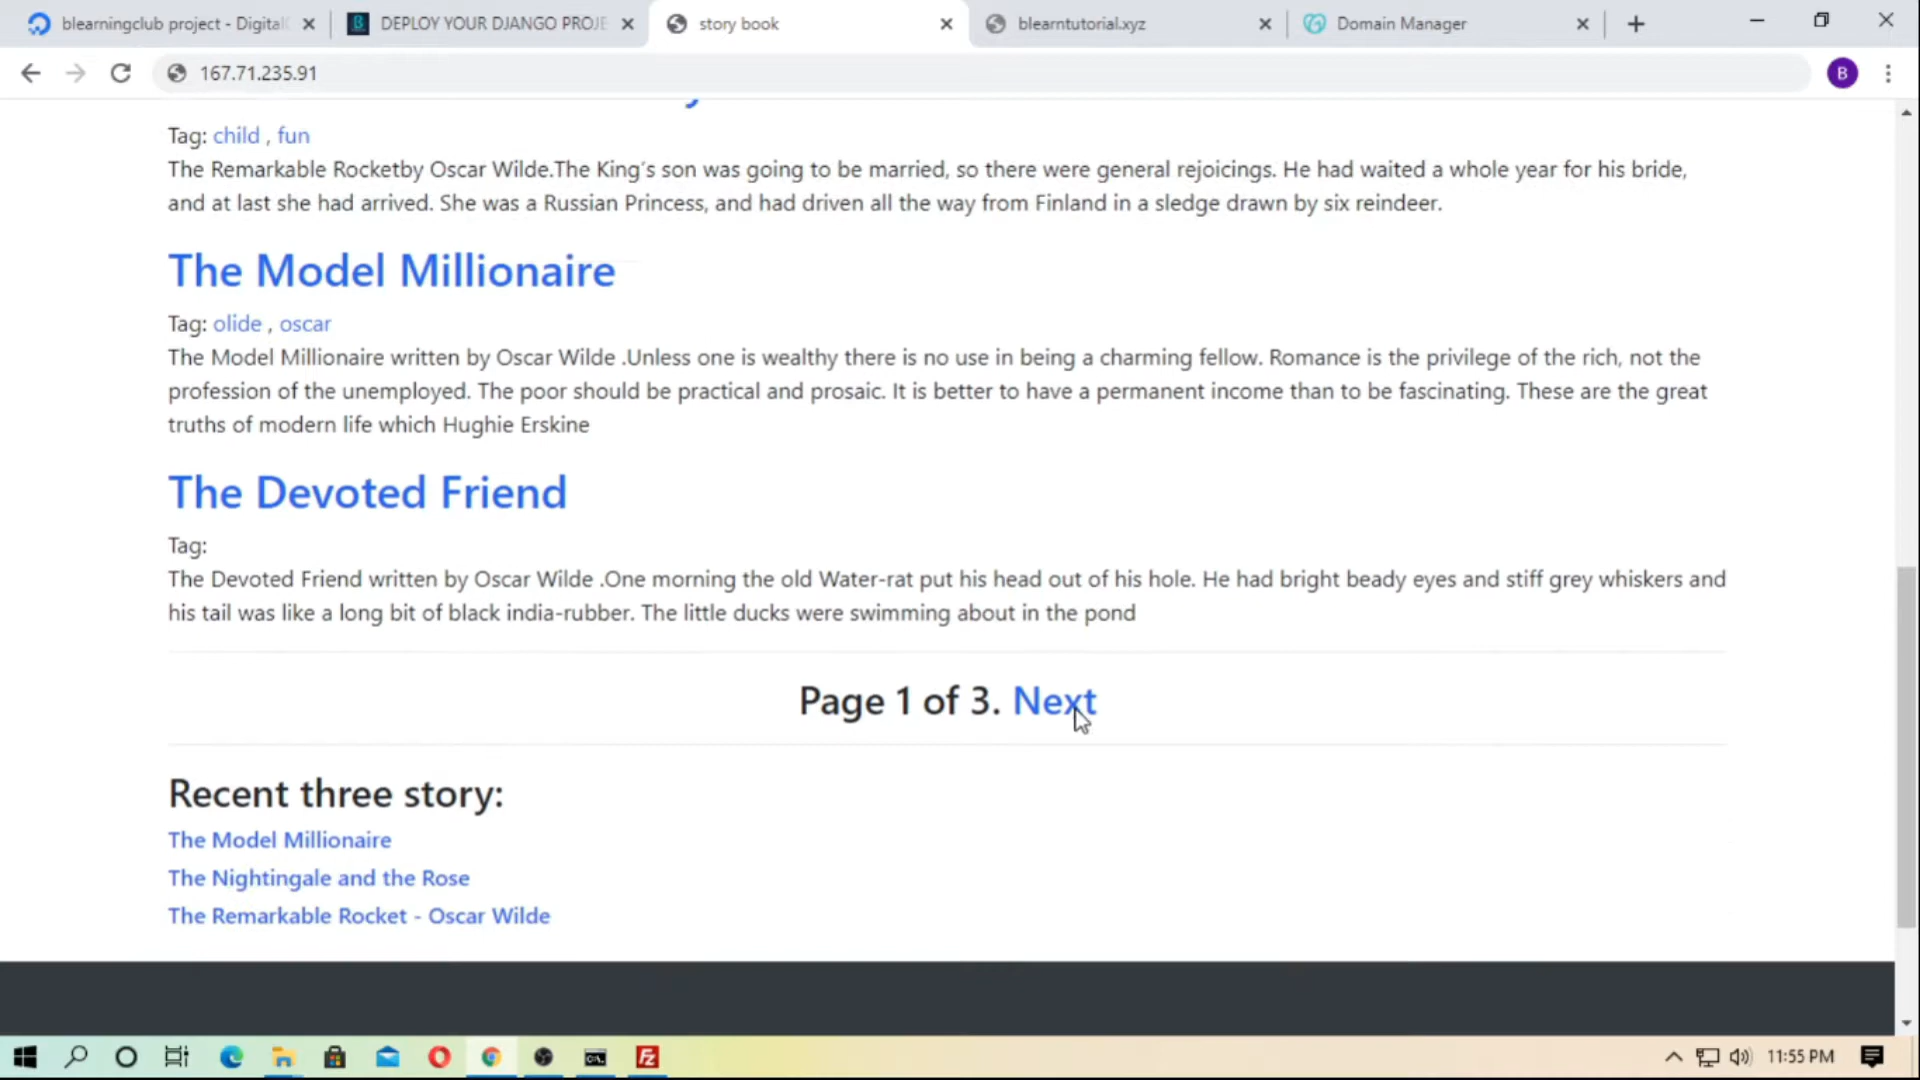 blearningclub project - Digital
DEPLOY YOUR DJANGO PROJE
story book
blearntutorial.xyz
Domain Manager
167.71.235.91
B
Tag: child , fun
The Remarkable Rocketby Oscar Wilde.The King's son was going to be married, so there were general rejoicings. He had waited a whole year for his bride,
and at last she had arrived. She was a Russian Princess, and had driven all the way from Finland in a sledge drawn by six reindeer.
The Model Millionaire
Tag: olide , oscar
The Model Millionaire written by Oscar Wilde .Unless one is wealthy there is no use in being a charming fellow. Romance is the privilege of the rich, not the
profession of the unemployed. The poor should be practical and prosaic. It is better to have a permanent income than to be fascinating. These are the great
truths of modern life which Hughie Erskine
The Devoted Friend
Tag:
The Devoted Friend written by Oscar Wilde .One morning the old Water-rat put his head out of his hole. He had bright beady eyes and stiff grey whiskers and
his tail was like a long bit of black india-rubber. The little ducks were swimming about in the pond
Page 1 of 3. Next
Recent three story:
The Model Millionaire
The Nightingale and the Rose
The Remarkable Rocket - Oscar Wilde
11:55 PM